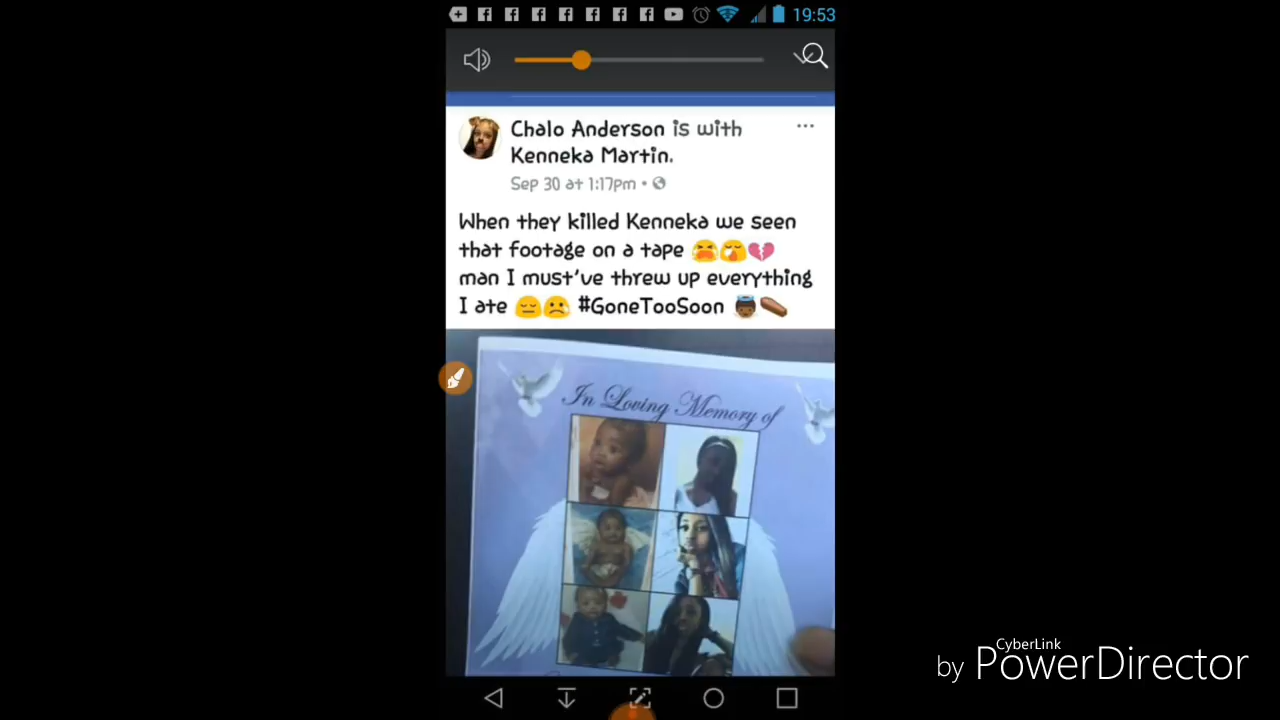 19:53
Chalo Anderson is with
Kenneka Martin.
Sep 30 at 1:17pm •
When they killed Kenneka we seen
that footage on a tape 😭😪💔
man I must've threw up everything
I ate 😔😢 #GoneTooSoon 👼🏾⚰️
In Loving Memory of
CyberLink
by PowerDirector